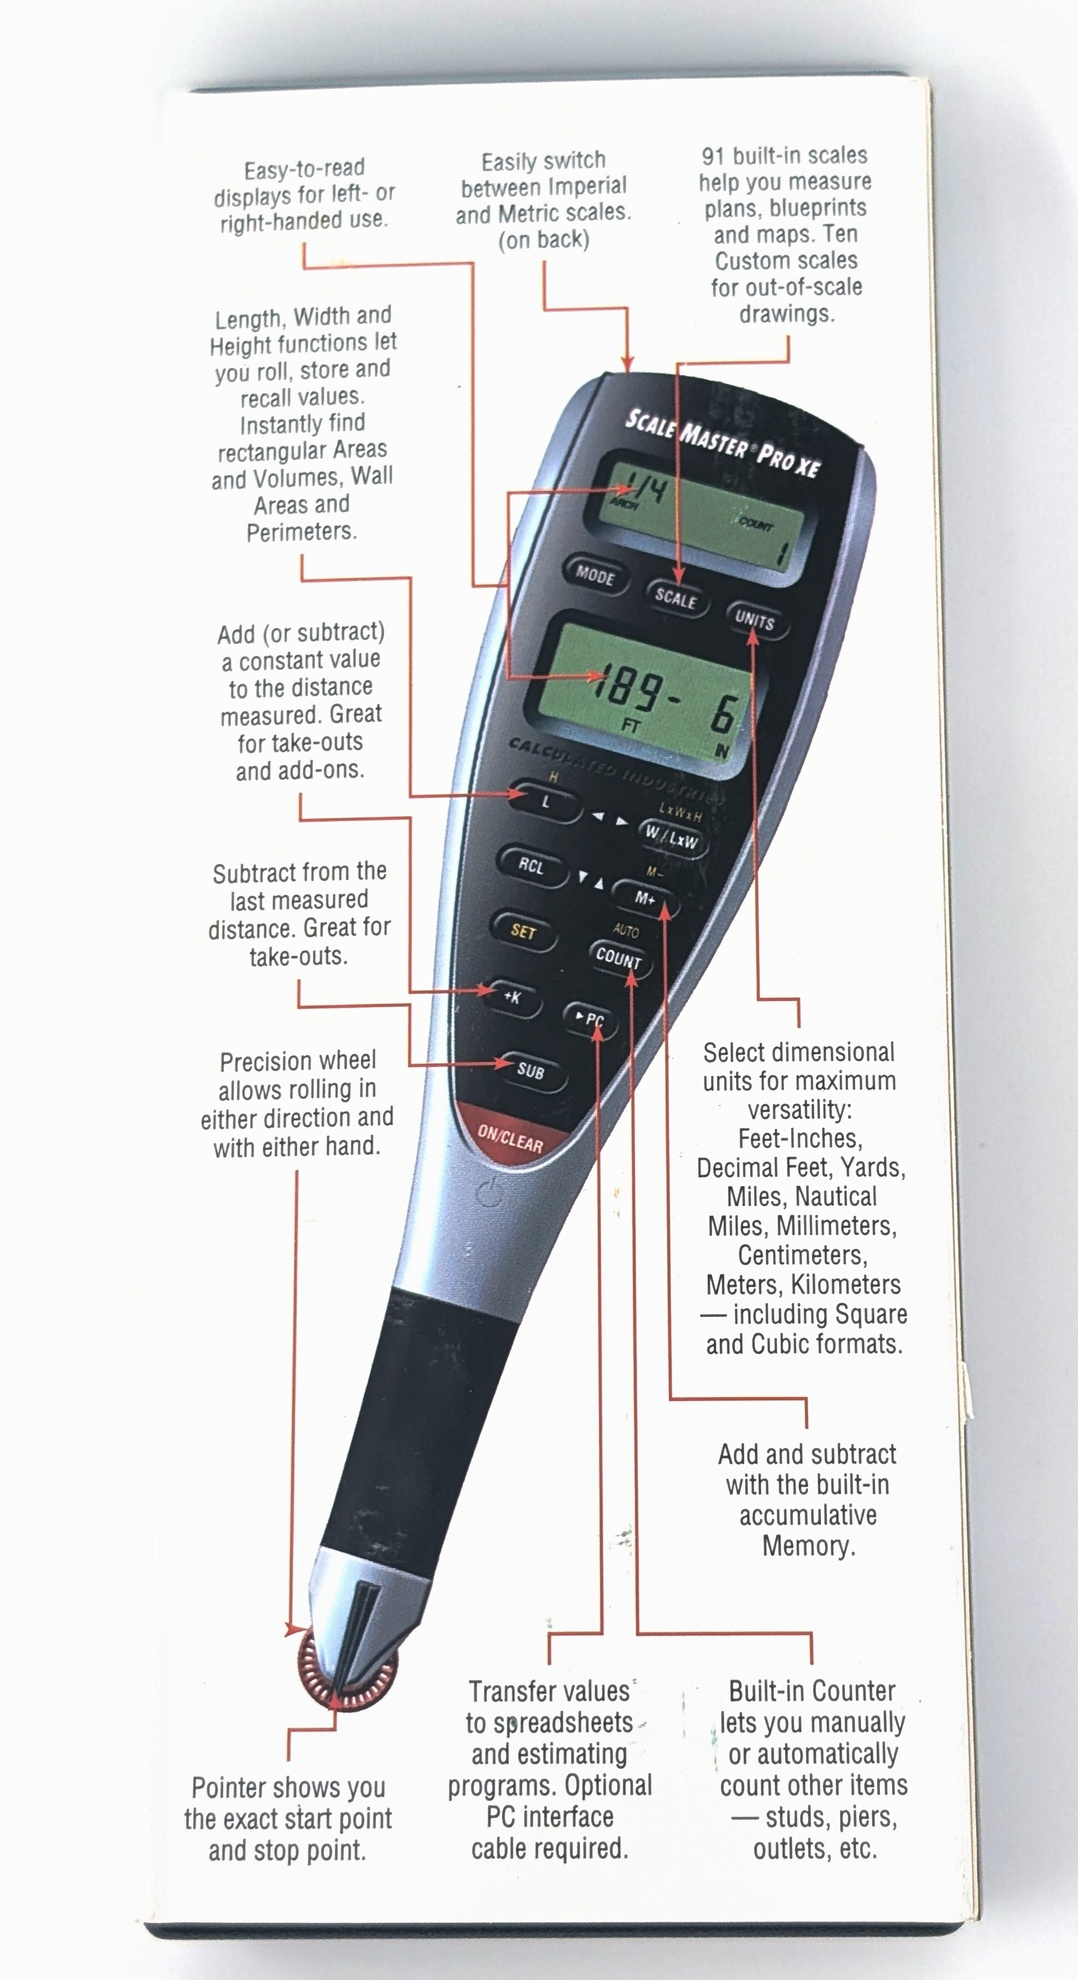 Easy-to-read
displays for left- or
right-handed use.
Easily switch
between Imperial
and Metric scales.
(on back)
91 built-in scales
help you measure
plans, blueprints
and maps. Ten
Custom scales
for out-of-scale
drawings.
Length, Width and
Height functions let
you roll, store and
recall values.
Instantly find
rectangular Areas
and Volumes, Wall
Areas and
Perimeters.
Add (or subtract)
a constant value
to the distance
measured. Great
for take-outs
and add-ons.
Subtract from the
last measured
distance. Great for
take-outs.
Precision wheel
allows rolling in
either direction and
with either hand.
SCALE MASTER® PRO XE
1/4
ARCH
COUNT
1
MODE
SCALE
UNITS
189- 6
FT
IN
CALCULATED INDUSTRIES
H
L
LxWxH
W/LxW
RCL
M-
M+
SET
AUTO
COUNT
+K
▸PC
SUB
ON/CLEAR
Select dimensional
units for maximum
versatility:
Feet-Inches,
Decimal Feet, Yards,
Miles, Nautical
Miles, Millimeters,
Centimeters,
Meters, Kilometers
— including Square
and Cubic formats.
Add and subtract
with the built-in
accumulative
Memory.
Pointer shows you
the exact start point
and stop point.
Transfer values
to spreadsheets
and estimating
programs. Optional
PC interface
cable required.
Built-in Counter
lets you manually
or automatically
count other items
— studs, piers,
outlets, etc.